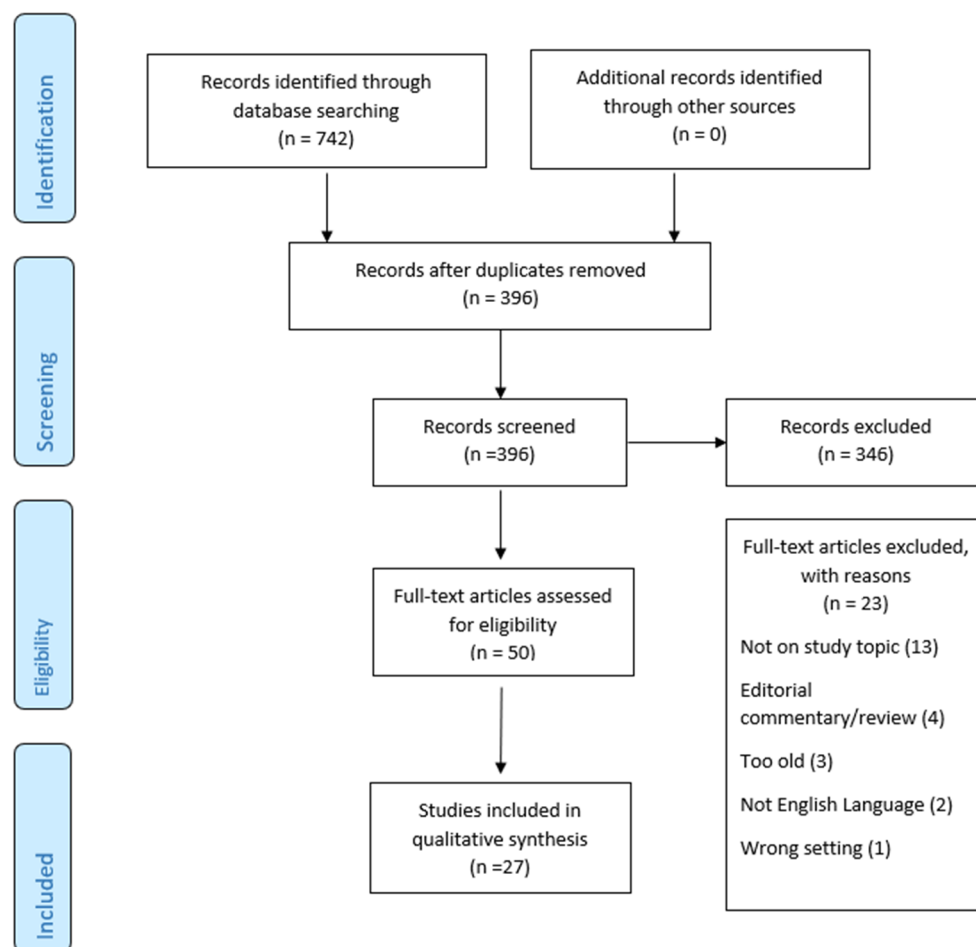 Identification
Records identified through
database searching
(n = 742)
Additional records identified
through other sources
(n = 0)
Records after duplicates removed
(n = 396)
Screening
Records screened
(n =396)
Records excluded
(n = 346)
Eligibility
Full-text articles assessed
for eligibility
(n = 50)
Full-text articles excluded,
with reasons
(n = 23)
Not on study topic (13)
Editorial
commentary/review (4)
Too old (3)
Not English Language (2)
Wrong setting (1)
Included
Studies included in
qualitative synthesis
(n =27)